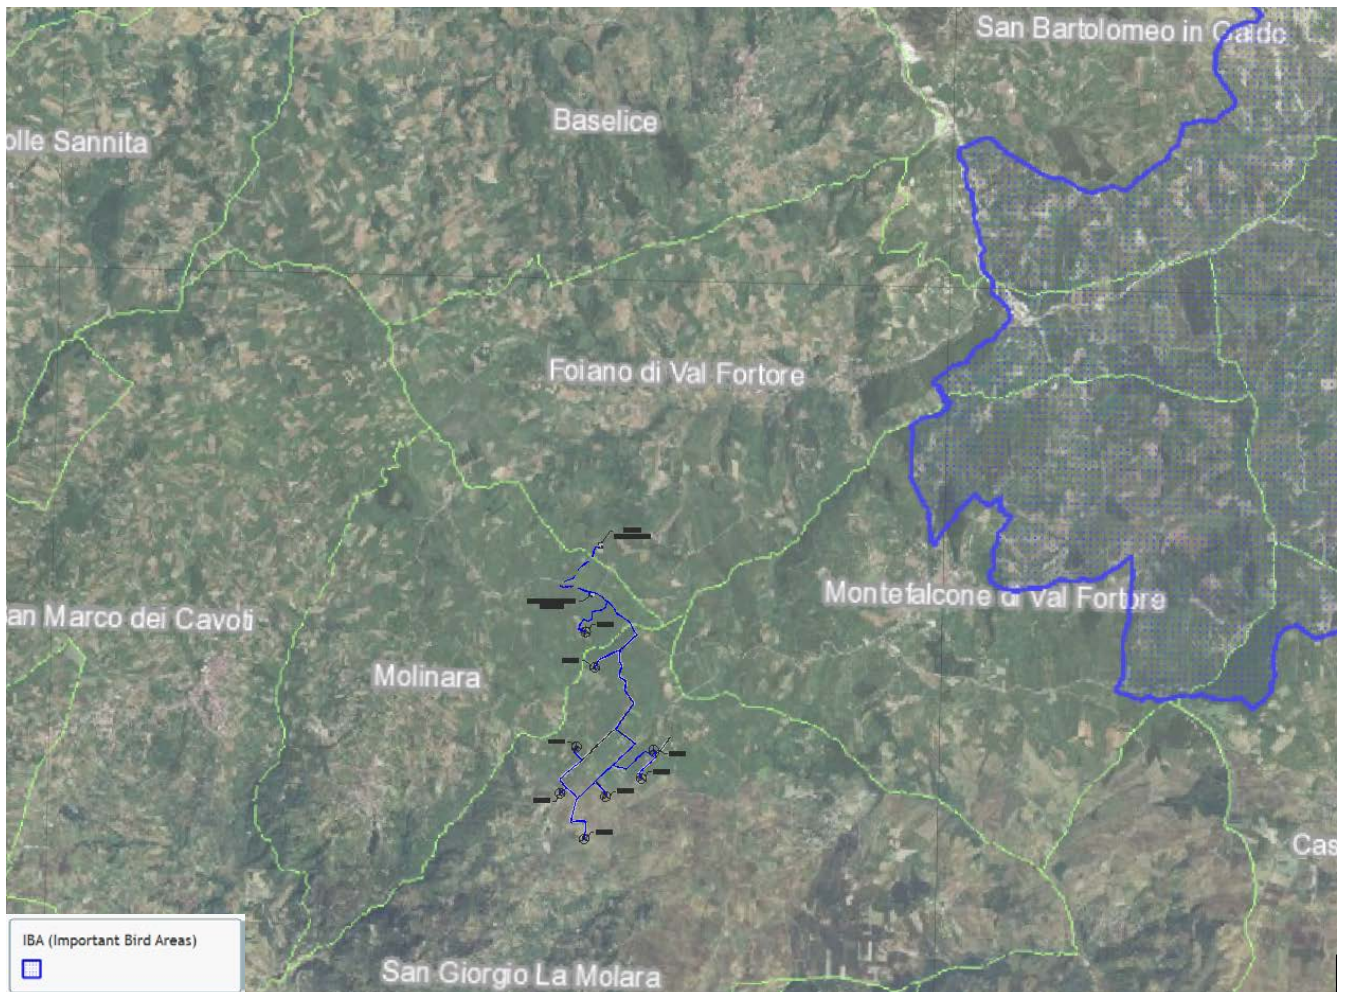 San Bartolomeo in Galdo
Baselice
olle Sannita
Foiano di Val Fortore
Montefalcone di Val Fortore
an Marco dei Cavoti
Molinara
Cas
IBA (Important Bird Areas)
San Giorgio La Molara